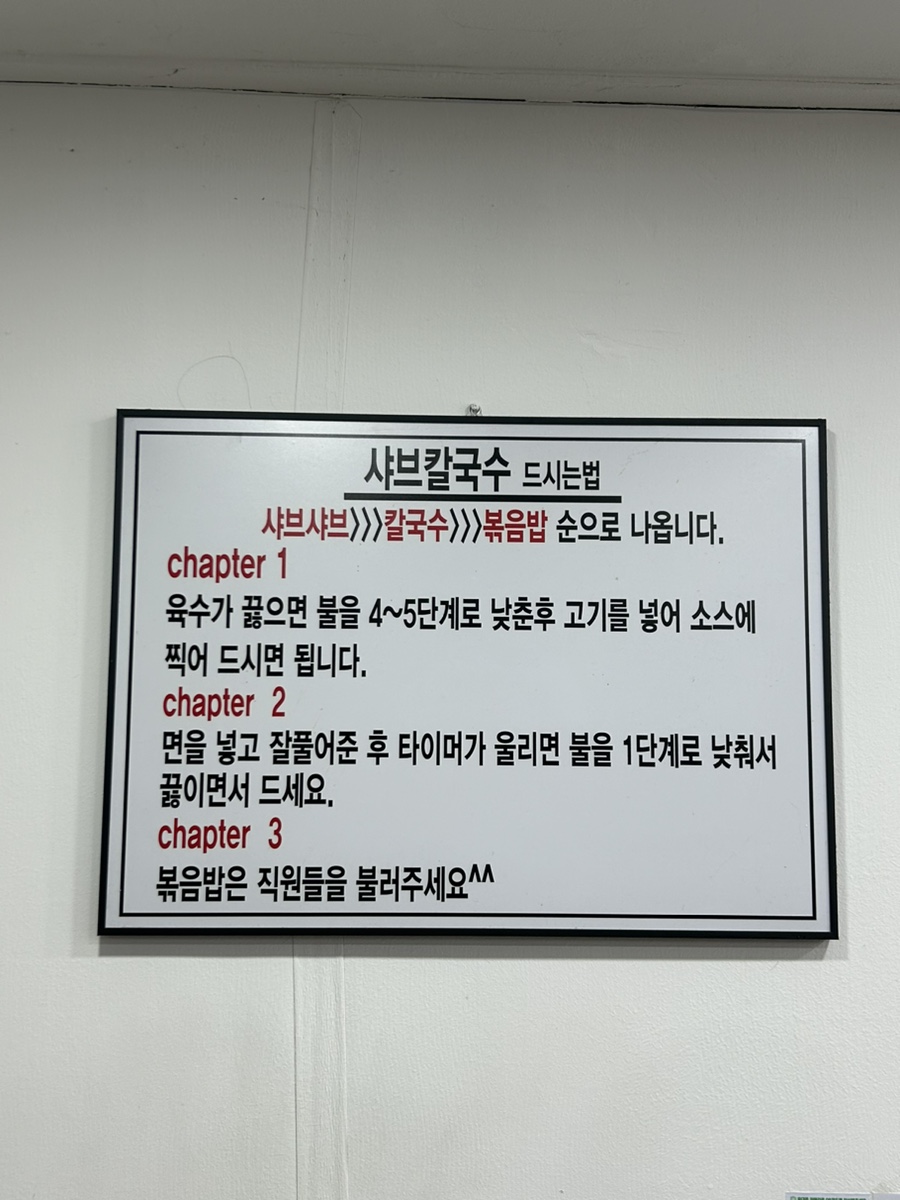 샤브칼국수 드시는법
샤브샤브>>>칼국수>>>볶음밥 순으로 나옵니다.
chapter 1
육수가 끓으면 불을 4~5단계로 낮춘후 고기를 넣어 소스에
찍어 드시면 됩니다.
chapter 2
면을 넣고 잘풀어준 후 타이머가 울리면 불을 1단계로 낮춰서
끓이면서 드세요.
chapter 3
볶음밥은 직원들을 불러주세요^^